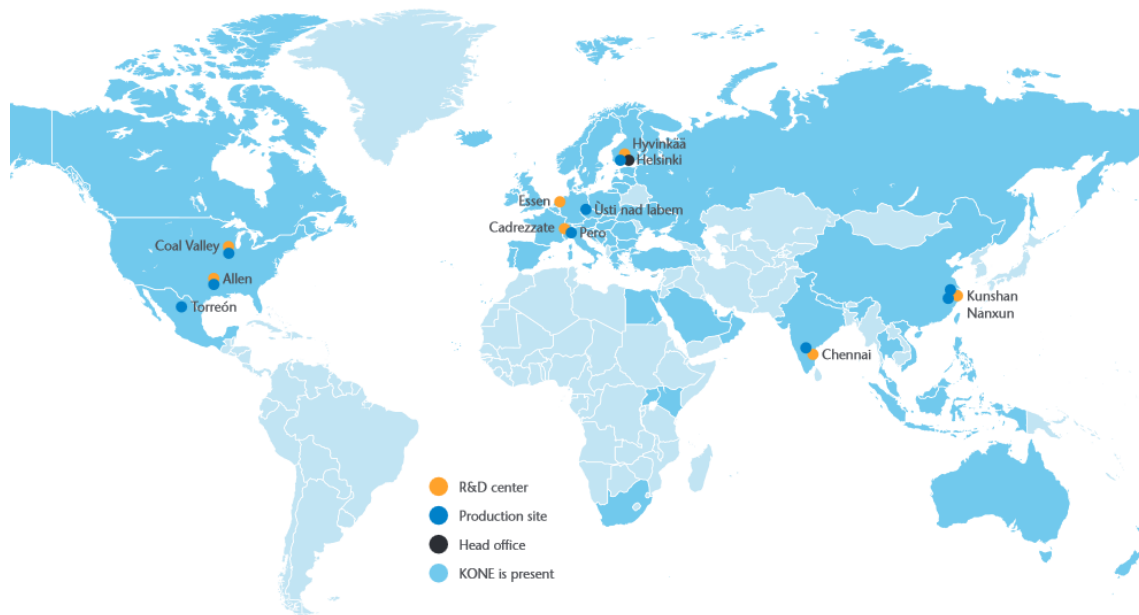 Hyvinkää
Helsinki
Essen
Ùsti nad labem
Cadrezzate
Pero
Coal Valley
Allen
Torreón
Kunshan
Nanxun
Chennai
R&D center
Production site
Head office
KONE is present